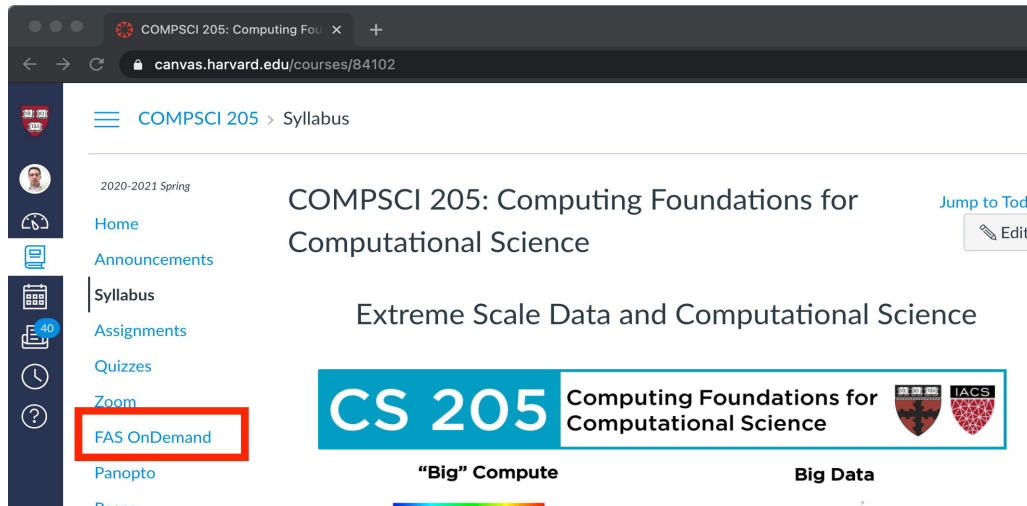 COMPSCI 205: Computing Fou
canvas.harvard.edu/courses/84102
COMPSCI 205 > Syllabus
2020-2021 Spring
Home
Announcements
Syllabus
Assignments
40
Quizzes
Zoom
FAS OnDemand
Panopto
COMPSCI 205: Computing Foundations for
Computational Science
Jump to Tod
Edit
Extreme Scale Data and Computational Science
CS 205
Computing Foundations for
Computational Science
IACS
"Big" Compute
Big Data